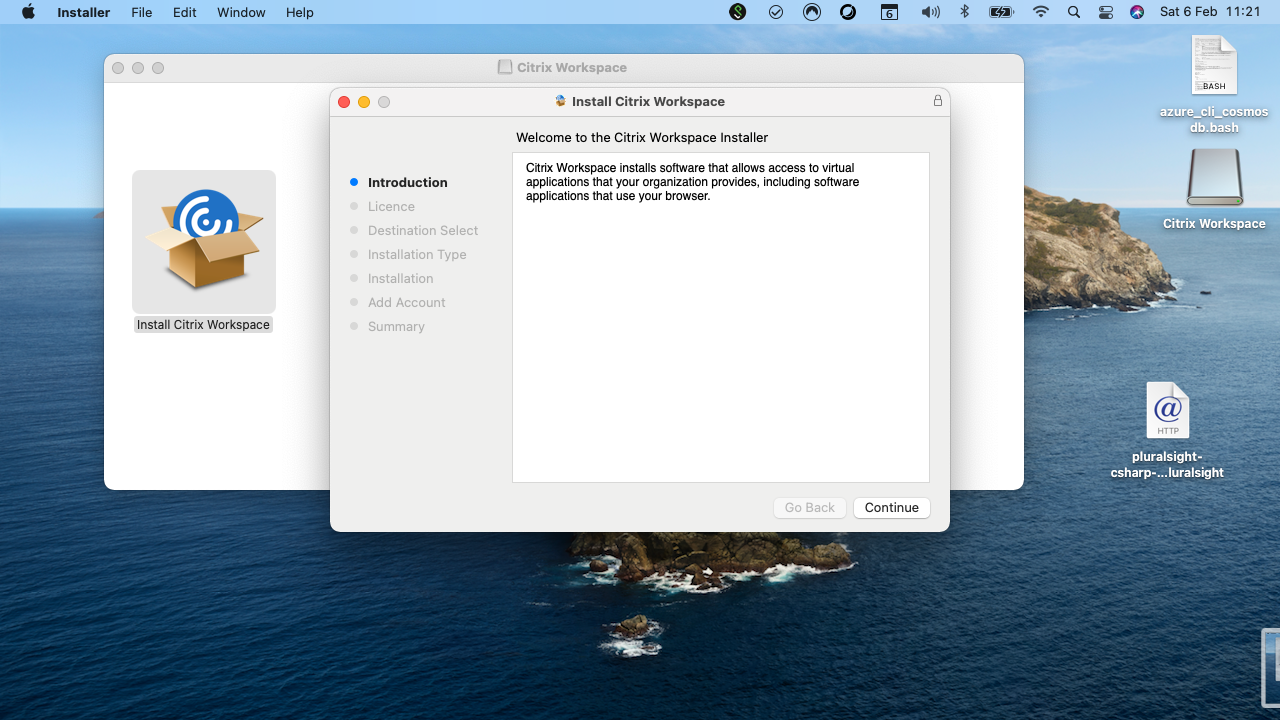 Installer File Edit Window Help 6 Sat 6 Feb 11:21
Citrix Workspace
Install Citrix Workspace
Install Citrix Workspace
Welcome to the Citrix Workspace Installer
Introduction
Licence
Destination Select
Installation Type
Installation
Add Account
Summary
Citrix Workspace installs software that allows access to virtual
applications that your organization provides, including software
applications that use your browser.
Go Back Continue
BASH
azure_cli_cosmos
db.bash
Citrix Workspace
HTTP
pluralsight-
csharp-...luralsight